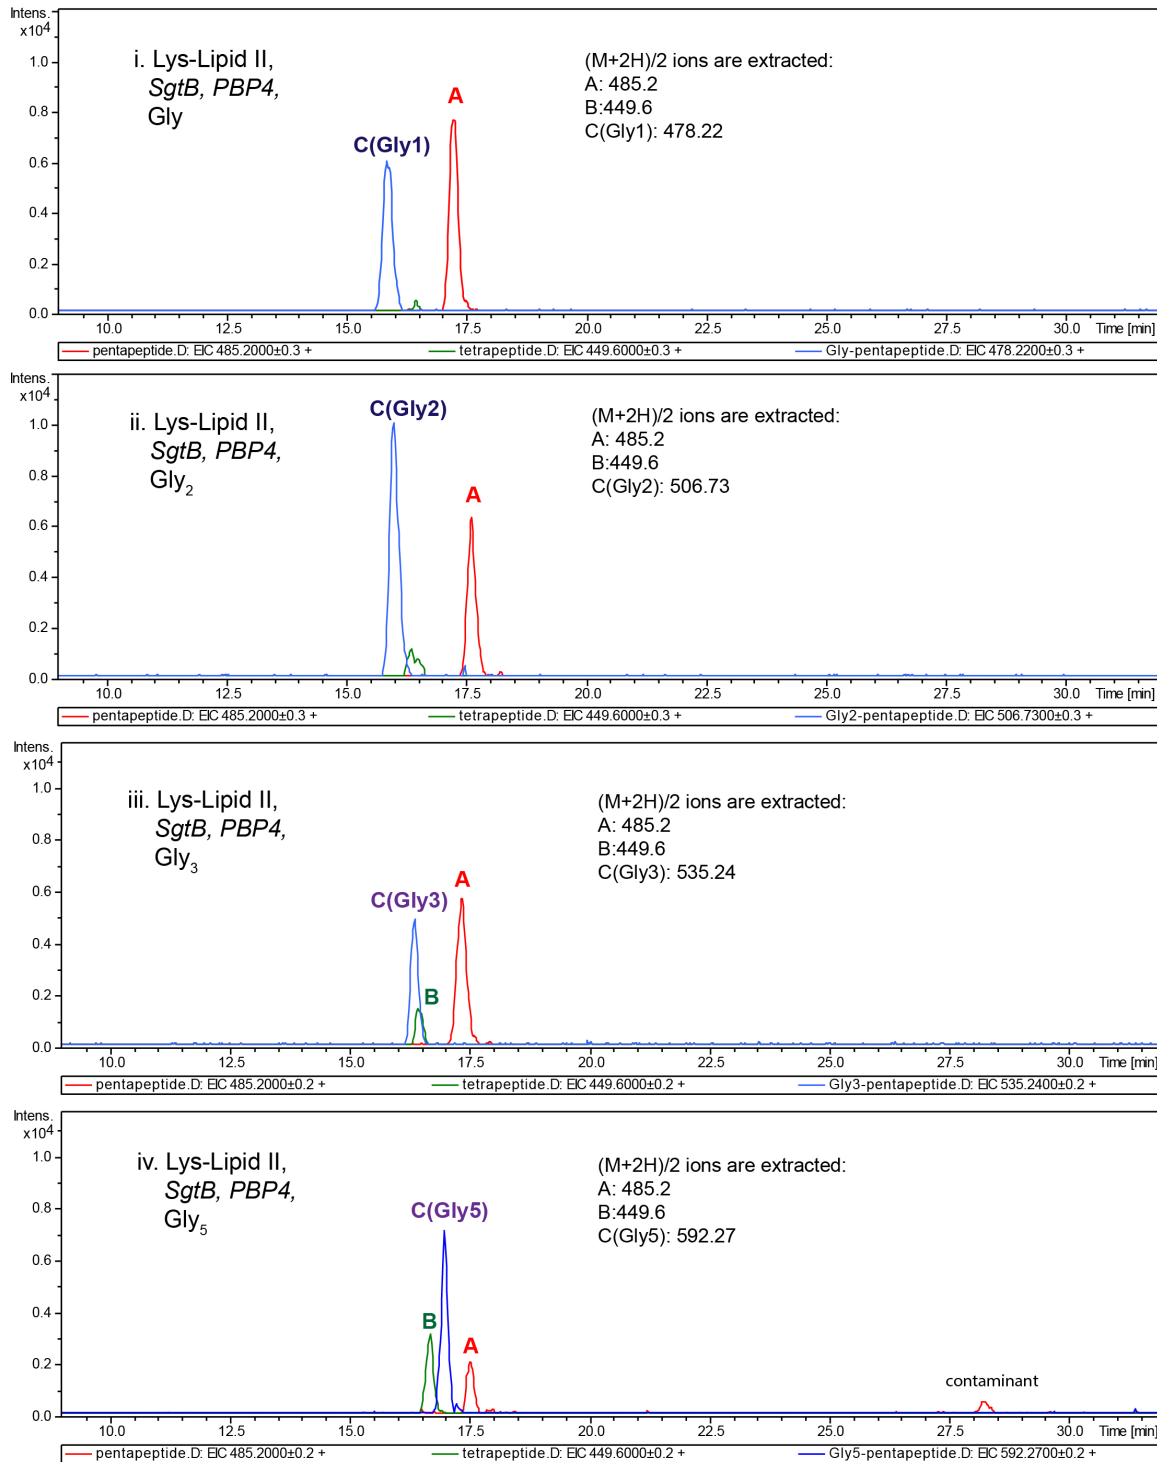 Intens.
x10⁴
1.0
0.8
0.6
0.4
0.2
0.0
i. Lys-Lipid II,
SgtB, PBP4,
Gly
C(Gly1)
A
(M+2H)/2 ions are extracted:
A: 485.2
B:449.6
C(Gly1): 478.22
10.0 12.5 15.0 17.5 20.0 22.5 25.0 27.5 30.0 Time [min]
pentapeptide.D: EIC 485.2000±0.3 + tetrapeptide.D: EIC 449.6000±0.3 + Gly-pentapeptide.D: EIC 478.2200±0.3 +
Intens.
x10⁴
1.0
0.8
0.6
0.4
0.2
0.0
ii. Lys-Lipid II,
SgtB, PBP4,
Gly₂
C(Gly2)
A
(M+2H)/2 ions are extracted:
A: 485.2
B:449.6
C(Gly2): 506.73
10.0 12.5 15.0 17.5 20.0 22.5 25.0 27.5 30.0 Time [min]
pentapeptide.D: EIC 485.2000±0.3 + tetrapeptide.D: EIC 449.6000±0.3 + Gly2-pentapeptide.D: EIC 506.7300±0.3 +
Intens.
x10⁴
1.0
0.8
0.6
0.4
0.2
0.0
iii. Lys-Lipid II,
SgtB, PBP4,
Gly₃
C(Gly3)
A
B
(M+2H)/2 ions are extracted:
A: 485.2
B:449.6
C(Gly3): 535.24
10.0 12.5 15.0 17.5 20.0 22.5 25.0 27.5 30.0 Time [min]
pentapeptide.D: EIC 485.2000±0.2 + tetrapeptide.D: EIC 449.6000±0.2 + Gly3-pentapeptide.D: EIC 535.2400±0.2 +
Intens.
x10⁴
1.0
0.8
0.6
0.4
0.2
0.0
iv. Lys-Lipid II,
SgtB, PBP4,
Gly₅
C(Gly5)
B
A
(M+2H)/2 ions are extracted:
A: 485.2
B:449.6
C(Gly5): 592.27
contaminant
10.0 12.5 15.0 17.5 20.0 22.5 25.0 27.5 30.0 Time [min]
pentapeptide.D: EIC 485.2000±0.2 + tetrapeptide.D: EIC 449.6000±0.2 + Gly5-pentapeptide.D: EIC 592.2700±0.2 +